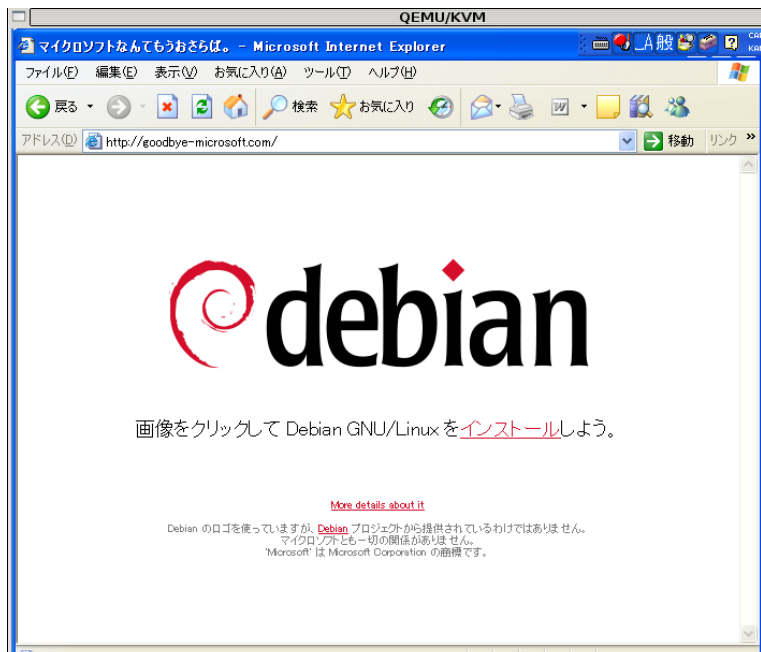 QEMU/KVM
マイクロソフトなんてもうおさらば。 - Microsoft Internet Explorer
A 般
ファイル(F) 編集(E) 表示(V) お気に入り(A) ツール(T) ヘルプ(H)
戻る 検索 お気に入り
アドレス(D) http://goodbye-microsoft.com/ 移動 リンク »
debian
画像をクリックして Debian GNU/Linux をインストールしよう。
More details about it
Debian のロゴを使っていますが、Debian プロジェクトから提供されているわけではありません。
マイクロソフトとも一切の関係がありません。
'Microsoft' は Microsoft Corporation の商標です。